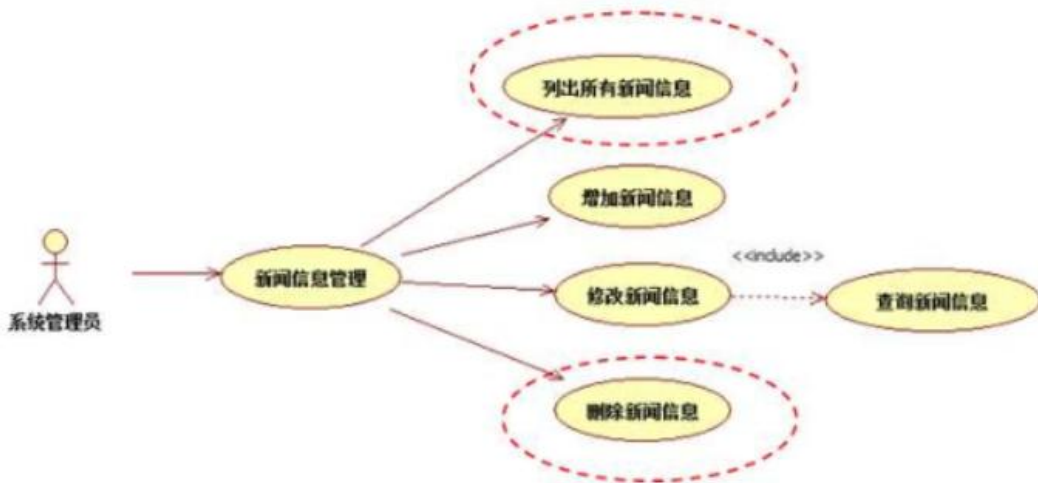 列出所有新闻信息
增加新闻信息
<<include>>
新闻信息管理
修改新闻信息
查询新闻信息
系统管理员
删除新闻信息